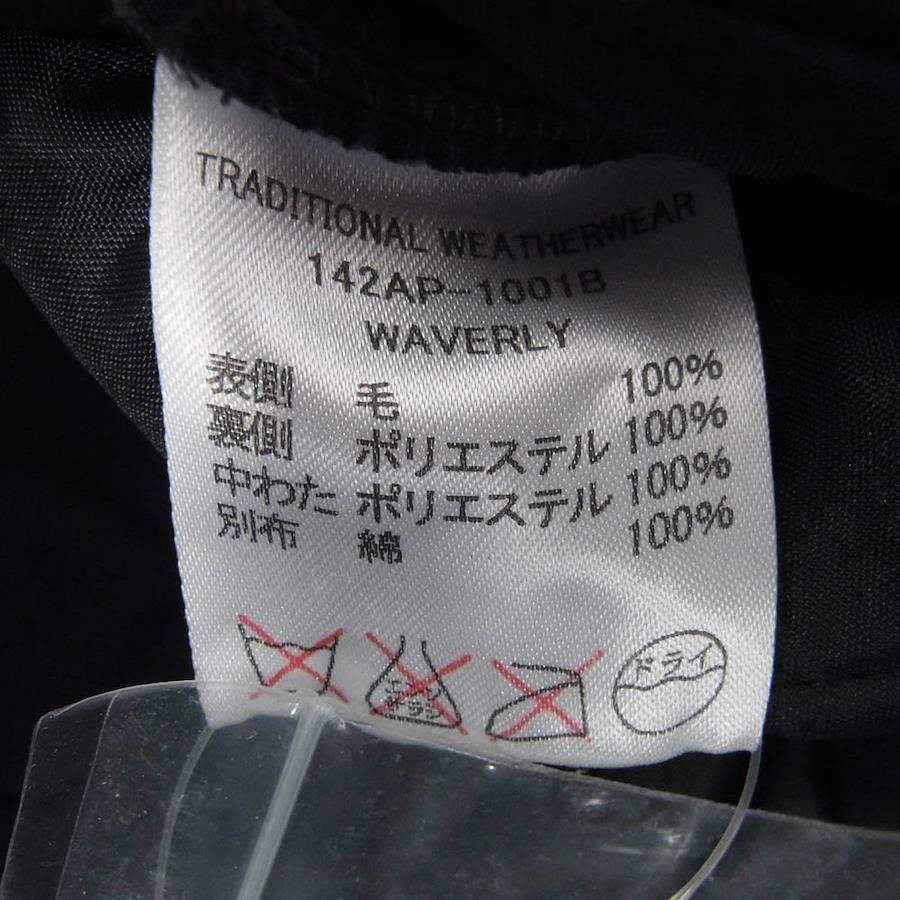 TRADITIONAL WEATHERWEAR
142AP-1001B
WAVERLY
表側 毛 100%
裏側 ポリエステル 100%
中わた ポリエステル 100%
別布 綿 100%
ドライ